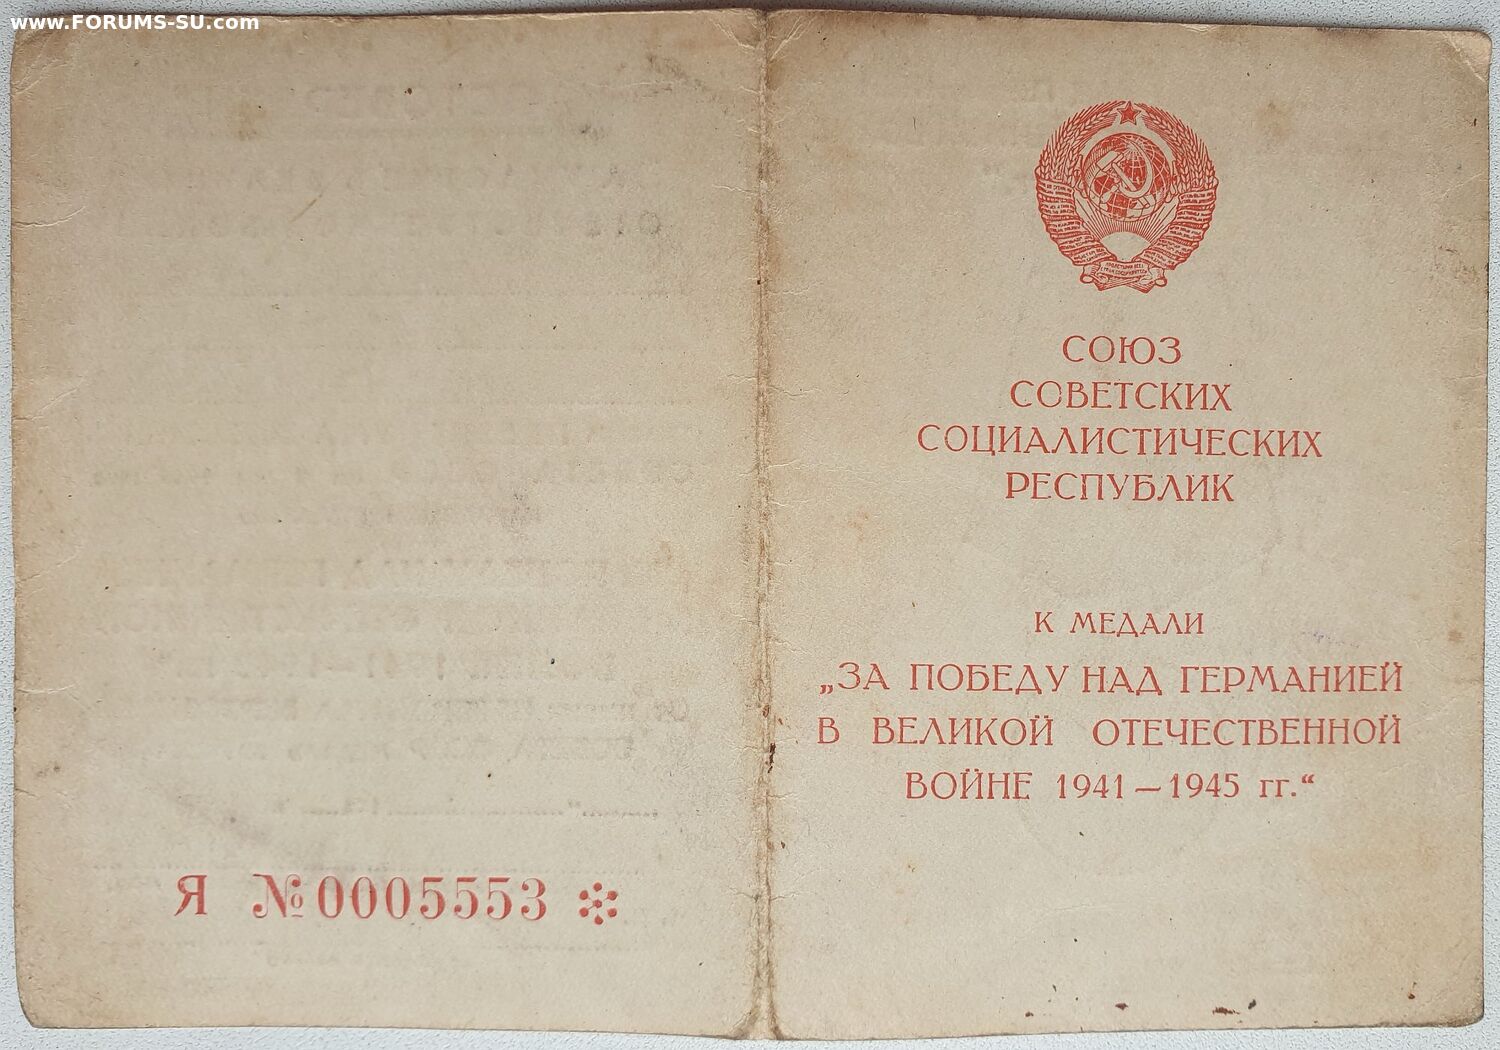 www.FORUMS-SU.com
СОЮЗ
СОВЕТСКИХ
СОЦИАЛИСТИЧЕСКИХ
РЕСПУБЛИК
К МЕДАЛИ
„ЗА ПОБЕДУ НАД ГЕРМАНИЕЙ
В ВЕЛИКОЙ ОТЕЧЕСТВЕННОЙ
ВОЙНЕ 1941—1945 гг.“
Я №0005553